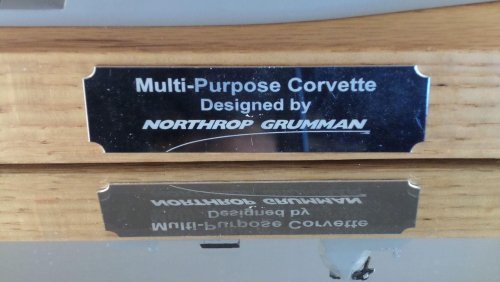 Multi-Purpose Corvette
Designed by
NORTHROP GRUMMAN